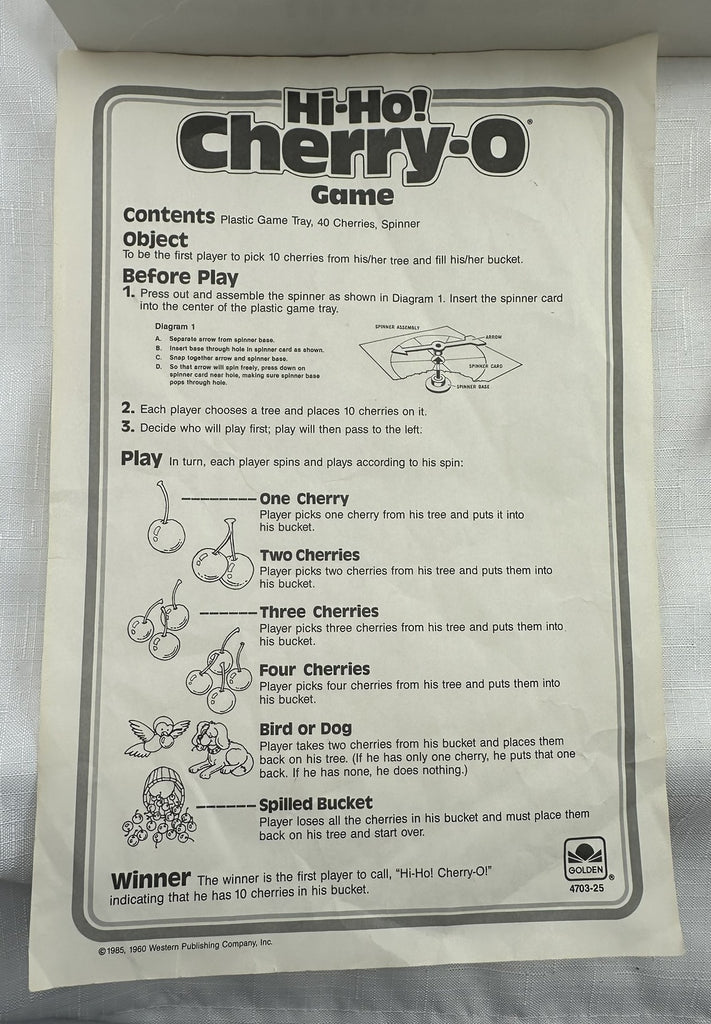 Hi-Ho!
Cherry-O®
Game
Contents Plastic Game Tray, 40 Cherries, Spinner
Object
To be the first player to pick 10 cherries from his/her tree and fill his/her bucket.
Before Play
1. Press out and assemble the spinner as shown in Diagram 1. Insert the spinner card
into the center of the plastic game tray.
Diagram 1
A. Separate arrow from spinner base.
B. Insert base through hole in spinner card as shown.
C. Snap together arrow and spinner base.
D. So that arrow will spin freely, press down on
spinner card near hole, making sure spinner base
pops through hole.
SPINNER ASSEMBLY
ARROW
SPINNER CARD
SPINNER BASE
2. Each player chooses a tree and places 10 cherries on it.
3. Decide who will play first; play will then pass to the left.
Play In turn, each player spins and plays according to his spin:
One Cherry
Player picks one cherry from his tree and puts it into
his bucket.
Two Cherries
Player picks two cherries from his tree and puts them into
his bucket.
Three Cherries
Player picks three cherries from his tree and puts them into
his bucket.
Four Cherries
Player picks four cherries from his tree and puts them into
his bucket.
Bird or Dog
Player takes two cherries from his bucket and places them
back on his tree. (If he has only one cherry, he puts that one
back. If he has none, he does nothing.)
Spilled Bucket
Player loses all the cherries in his bucket and must place them
back on his tree and start over.
Winner The winner is the first player to call, "Hi-Ho! Cherry-O!"
indicating that he has 10 cherries in his bucket.
GOLDEN®
4703-25
©1985, 1960 Western Publishing Company, Inc.